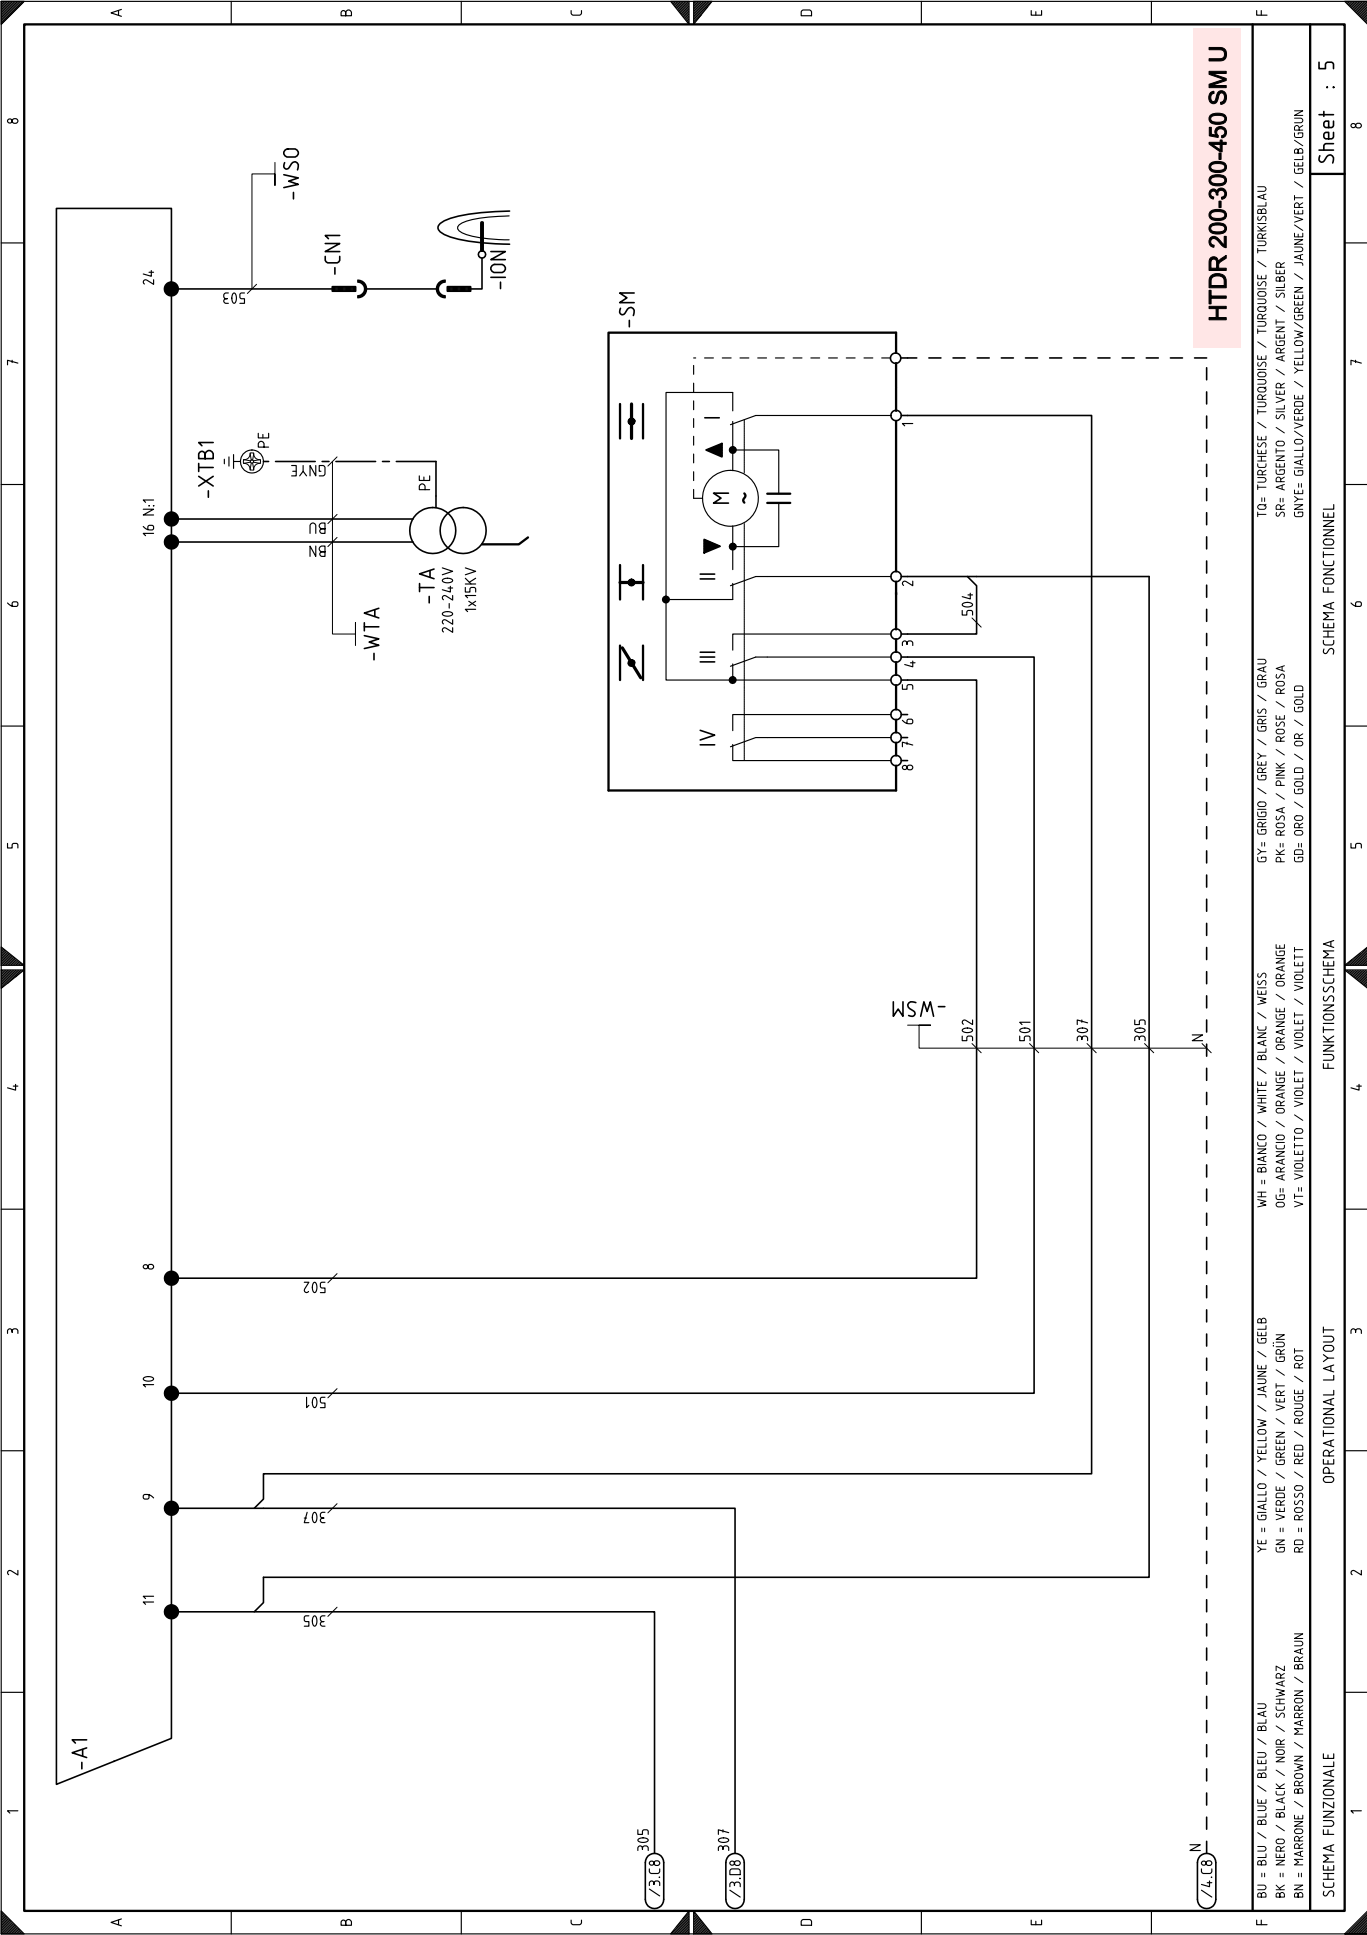 1 2 3 4 5 6 7 8
A A
B B
C C
D D
E E
F F
-A1
11 9 10 8 16 N:1 24
305
307
501
502
BN
BU
GNYE
503
-WTA
-XTB1
PE
-WSO
-CN1
-ION
-TA
220-240V
1x15KV
PE
-SM
IV III II I
M
~
8 7 6 5 4 3 2 1
504
-WSM
502
501
307
305
N
/3.C8 305
/3.D8 307
/4.C8 N
HTDR 200-300-450 SM U
BU = BLU / BLUE / BLEU / BLAU
BK = NERO / BLACK / NOIR / SCHWARZ
BN = MARRONE / BROWN / MARRON / BRAUN
YE = GIALLO / YELLOW / JAUNE / GELB
GN = VERDE / GREEN / VERT / GRÜN
RD = ROSSO / RED / ROUGE / ROT
WH = BIANCO / WHITE / BLANC / WEISS
OG= ARANCIO / ORANGE / ORANGE / ORANGE
VT= VIOLETTO / VIOLET / VIOLET / VIOLETT
GY= GRIGIO / GREY / GRIS / GRAU
PK= ROSA / PINK / ROSE / ROSA
GD= ORO / GOLD / OR / GOLD
TQ= TURCHESE / TURQUOISE / TURQUOISE / TURKISBLAU
SR= ARGENTO / SILVER / ARGENT / SILBER
GNYE= GIALLO/VERDE / YELLOW/GREEN / JAUNE/VERT / GELB/GRUN
SCHEMA FUNZIONALE OPERATIONAL LAYOUT FUNKTIONSSCHEMA SCHEMA FONCTIONNEL Sheet : 5
1 2 3 4 5 6 7 8